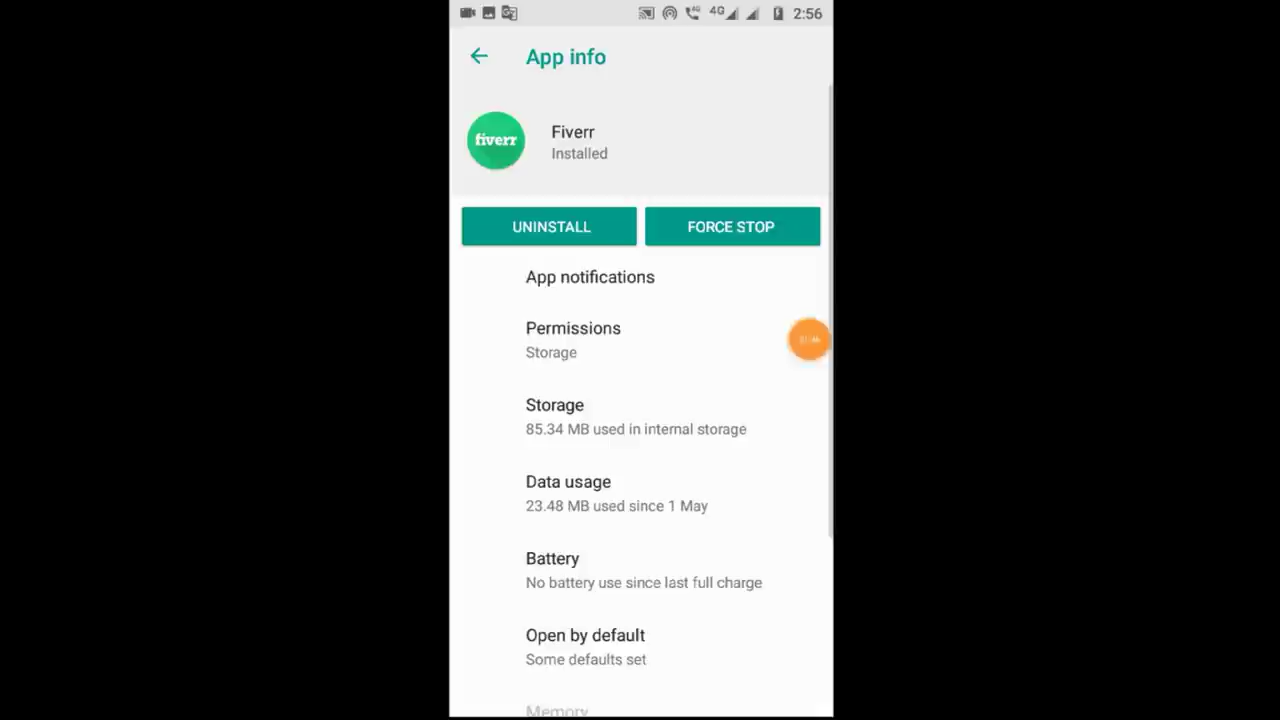 4G 4G 2:56
App info
fiverr
Fiverr
Installed
UNINSTALL
FORCE STOP
App notifications
Permissions
Storage
Storage
85.34 MB used in internal storage
Data usage
23.48 MB used since 1 May
Battery
No battery use since last full charge
Open by default
Some defaults set
Memory